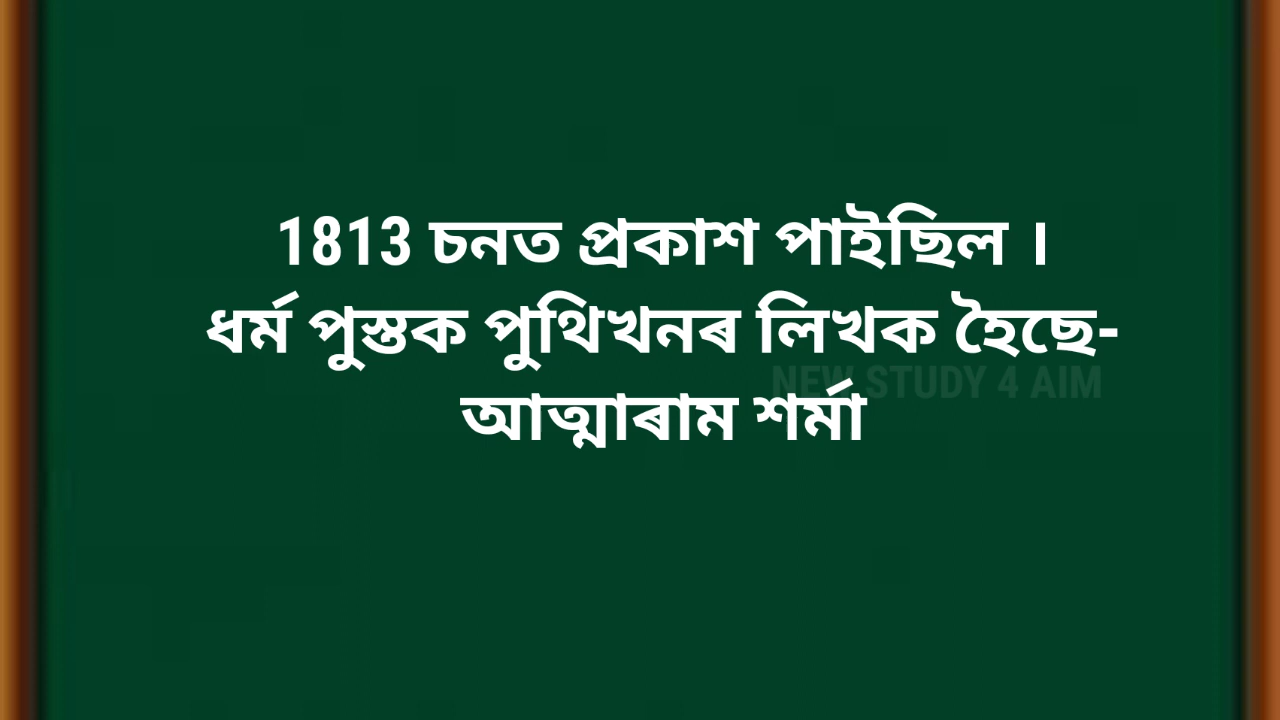 1813 চনত প্ৰকাশ পাইছিল ।
ধৰ্ম পুস্তক পুথিখনৰ লিখক হৈছে-
NEW STUDY 4 AIM
আত্মাৰাম শৰ্মা